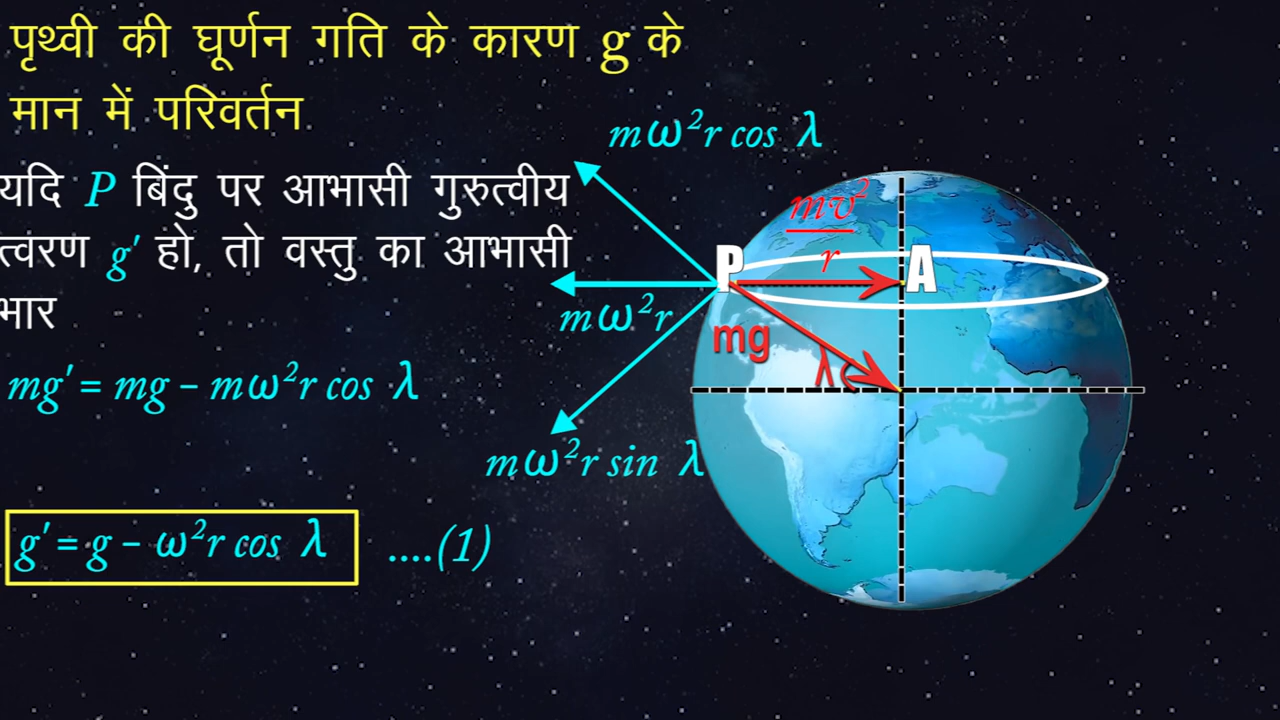 पृथ्वी की घूर्णन गति के कारण g के
मान में परिवर्तन
यदि P बिंदु पर आभासी गुरुत्वीय
त्वरण g' हो, तो वस्तु का आभासी
भार
mg' = mg – mω²r cos λ
g' = g – ω²r cos λ ....(1)
mω²r cos λ
mω²r
mω²r sin λ
mv²
r
P
A
mg
λ